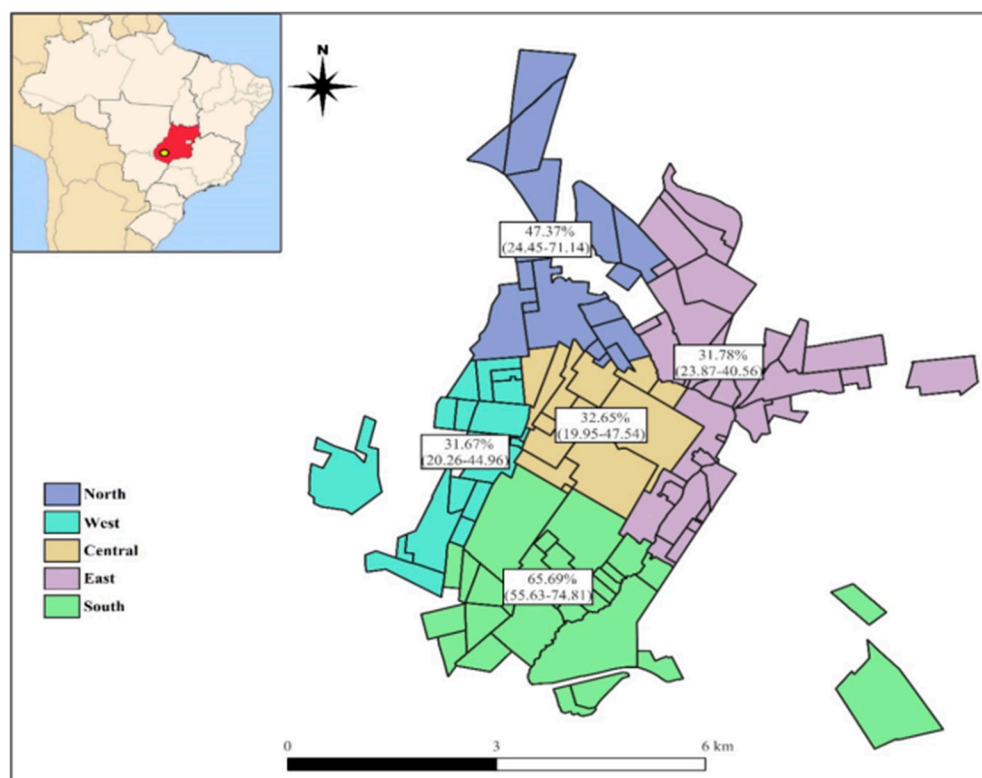 N
47.37%
(24.45-71.14)
31.78%
(23.87-40.56)
32.65%
(19.95-47.54)
31.67%
(20.26-44.96)
65.69%
(55.63-74.81)
North
West
Central
East
South
0 3 6 km